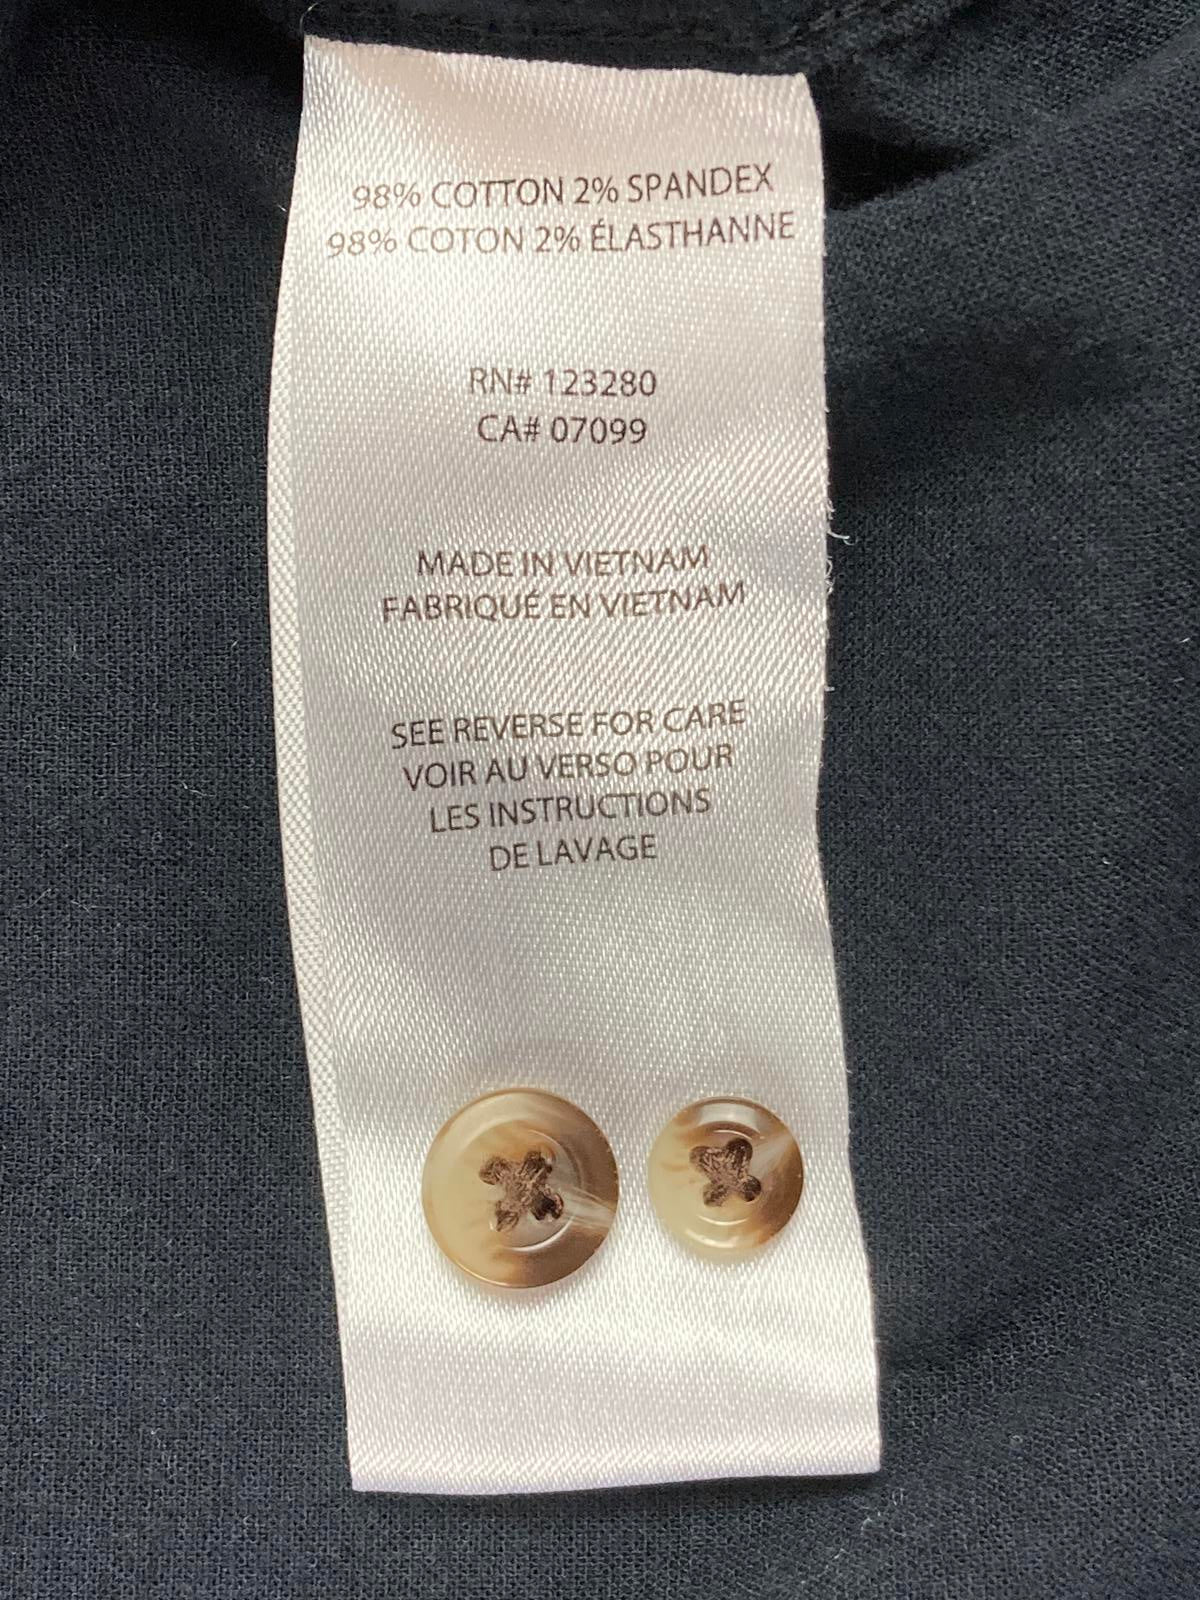 98% COTTON 2% SPANDEX
98% COTON 2% ÉLASTHANNE
RN# 123280
CA# 07099
MADE IN VIETNAM
FABRIQUÉ EN VIETNAM
SEE REVERSE FOR CARE
VOIR AU VERSO POUR
LES INSTRUCTIONS
DE LAVAGE